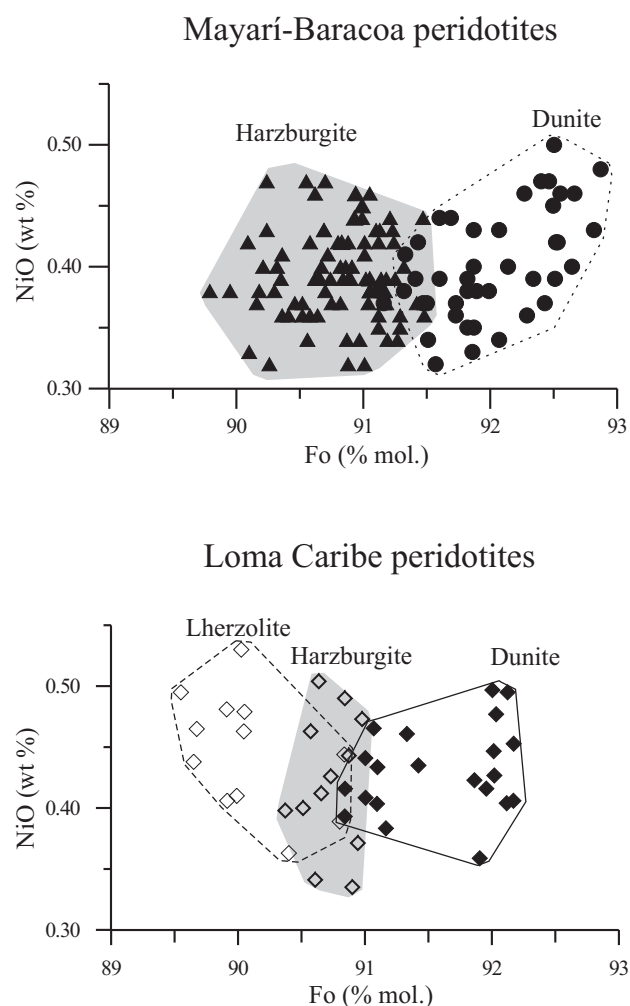 Mayarí-Baracoa peridotites
Harzburgite
Dunite
0.50
0.40
0.30
NiO (wt %)
89 90 91 92 93
Fo (% mol.)
Loma Caribe peridotites
Lherzolite
Harzburgite
Dunite
0.50
0.40
0.30
NiO (wt %)
89 90 91 92 93
Fo (% mol.)